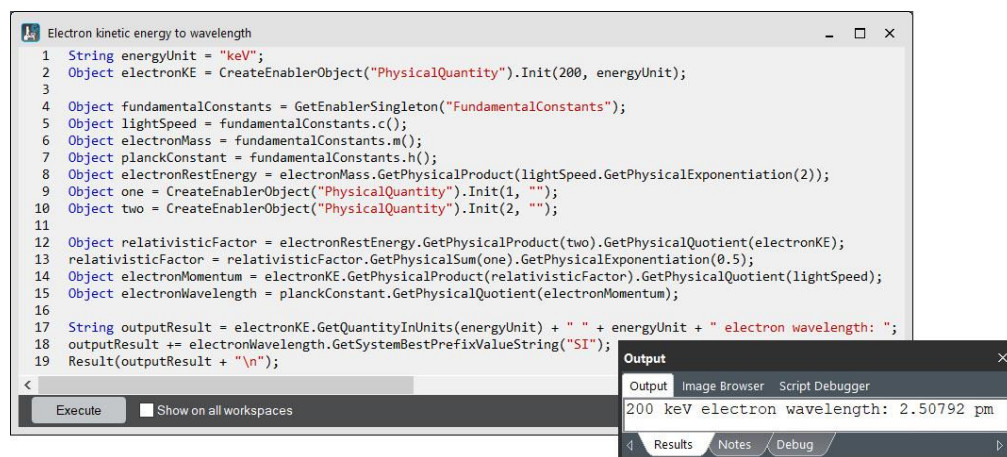 Electron kinetic energy to wavelength
1 String energyUnit = "keV";
2 Object electronKE = CreateEnablerObject("PhysicalQuantity").Init(200, energyUnit);
3
4 Object fundamentalConstants = GetEnablerSingleton("FundamentalConstants");
5 Object lightSpeed = fundamentalConstants.c();
6 Object electronMass = fundamentalConstants.m();
7 Object planckConstant = fundamentalConstants.h();
8 Object electronRestEnergy = electronMass.GetPhysicalProduct(lightSpeed.GetPhysicalExponentiation(2));
9 Object one = CreateEnablerObject("PhysicalQuantity").Init(1, "");
10 Object two = CreateEnablerObject("PhysicalQuantity").Init(2, "");
11
12 Object relativisticFactor = electronRestEnergy.GetPhysicalProduct(two).GetPhysicalQuotient(electronKE);
13 relativisticFactor = relativisticFactor.GetPhysicalSum(one).GetPhysicalExponentiation(0.5);
14 Object electronMomentum = electronKE.GetPhysicalProduct(relativisticFactor).GetPhysicalQuotient(lightSpeed);
15 Object electronWavelength = planckConstant.GetPhysicalQuotient(electronMomentum);
16
17 String outputResult = electronKE.GetQuantityInUnits(energyUnit) + " " + energyUnit + " electron wavelength: ";
18 outputResult += electronWavelength.GetSystemBestPrefixValueString("SI");
19 Result(outputResult + "\n");
Execute
Show on all workspaces
Output
Output Image Browser Script Debugger
200 keV electron wavelength: 2.50792 pm
Results Notes Debug